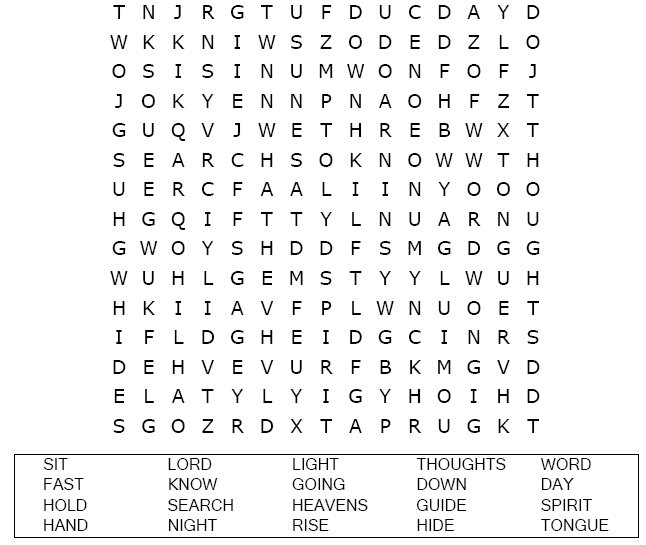 T N J R G T U F D U C D A Y D
W K K N I W S Z O D E D Z L O
O S I S I N U M W O N F O F J
J O K Y E N N P N A O H F Z T
G U Q V J W E T H R E B W X T
S E A R C H S O K N O W W T H
U E R C F A A L I I N Y O O O
H G Q I F T T Y L N U A R N U
G W O Y S H D D F S M G D G G
W U H L G E M S T Y Y L W U H
H K I I A V F P L W N U O E T
I F L D G H E I D G C I N R S
D E H V E V U R F B K M G V D
E L A T Y L Y I G Y H O I H D
S G O Z R D X T A P R U G K T
SIT LORD LIGHT THOUGHTS WORD
FAST KNOW GOING DOWN DAY
HOLD SEARCH HEAVENS GUIDE SPIRIT
HAND NIGHT RISE HIDE TONGUE